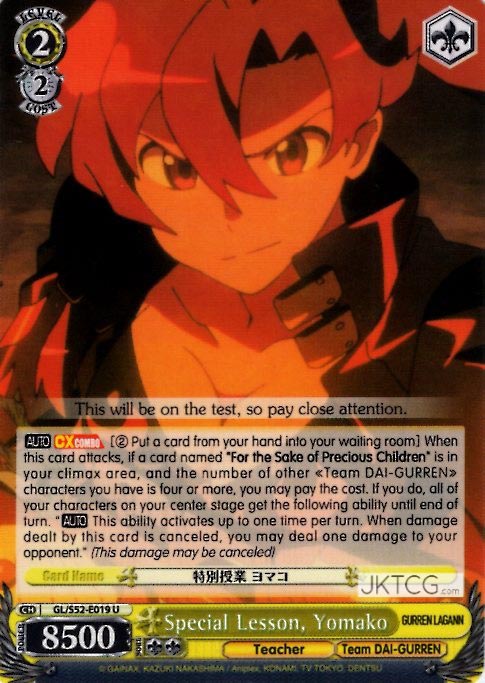 LEVEL
2
2
COST
This will be on the test, so pay close attention.
AUTO CX COMBO [② Put a card from your hand into your waiting room] When
this card attacks, if a card named "For the Sake of Precious Children" is in
your climax area, and the number of other «Team DAI-GURREN»
characters you have is four or more, you may pay the cost. If you do, all of
your characters on your center stage get the following ability until end of
turn. "AUTO This ability activates up to one time per turn. When damage
dealt by this card is canceled, you may deal one damage to your
opponent." (This damage may be canceled)
Card Name 特別授業 ヨマコ
JKTCG.com
CH GL/S52-E019 U
POWER 8500 SOUL Special Lesson, Yomako GURREN LAGANN
Teacher Team DAI-GURREN
© GAINAX, KAZUKI NAKASHIMA / Aniplex, KONAMI, TV TOKYO, DENTSU